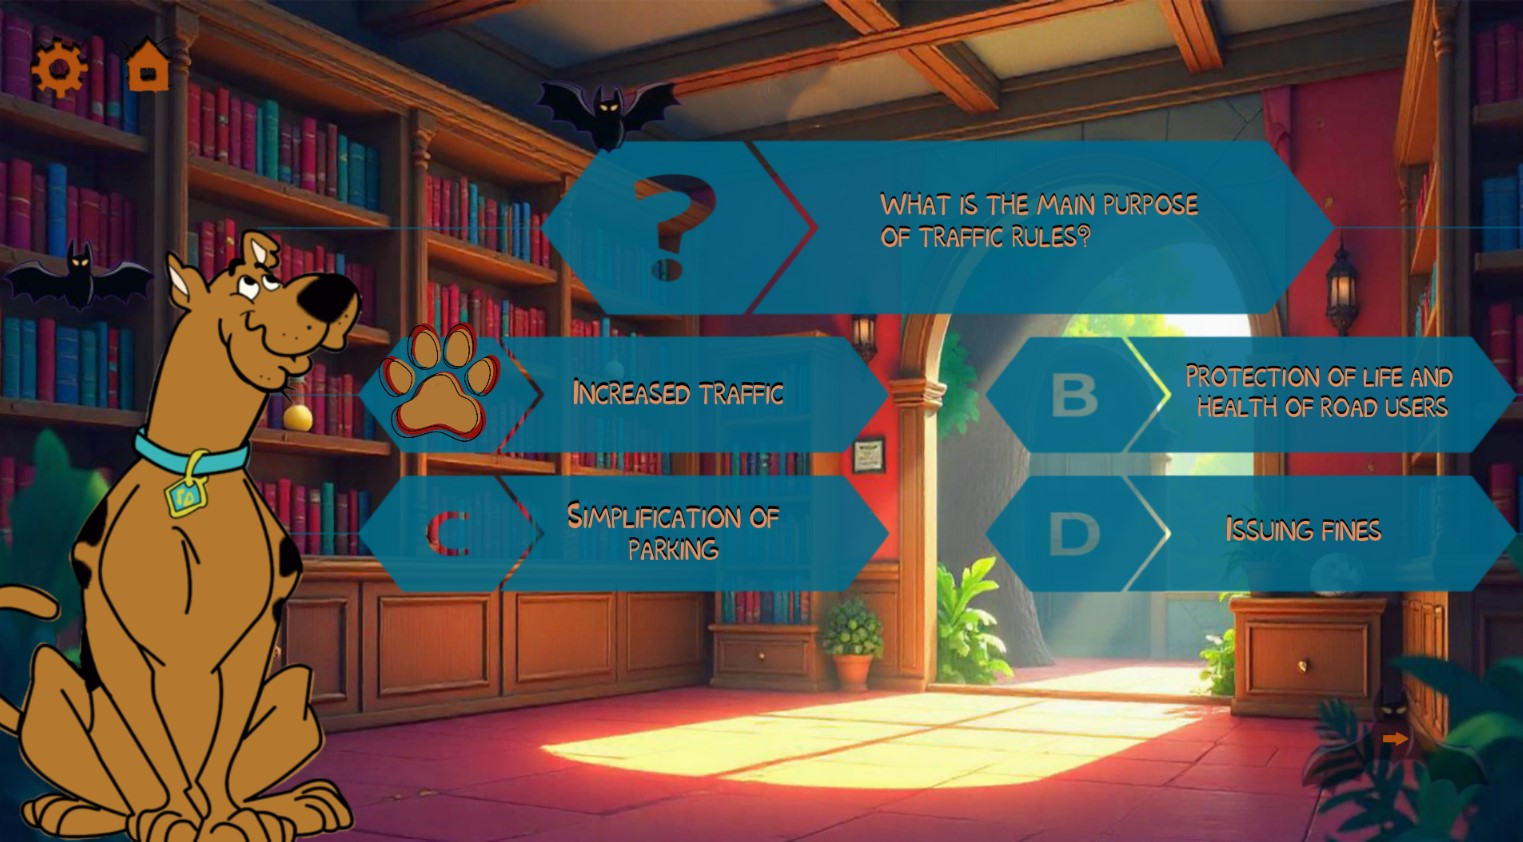 ?
WHAT IS THE MAIN PURPOSE
OF TRAFFIC RULES?
INCREASED TRAFFIC
B
PROTECTION OF LIFE AND
HEALTH OF ROAD USERS
C
SIMPLIFICATION OF
PARKING
D
ISSUING FINES